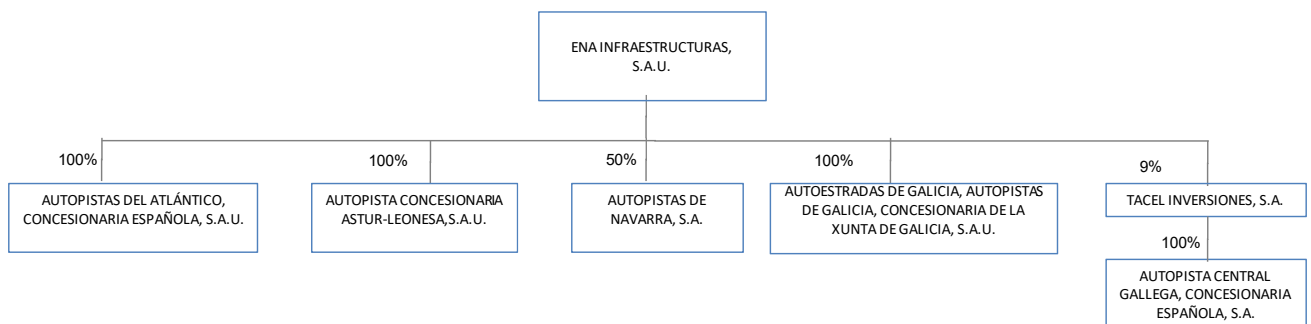 ENA INFRAESTRUCTURAS,
S.A.U.
100%
AUTOPISTAS DEL ATLÁNTICO,
CONCESIONARIA ESPAÑOLA, S.A.U.
100%
AUTOPISTA CONCESIONARIA
ASTUR-LEONESA,S.A.U.
50%
AUTOPISTAS DE
NAVARRA, S.A.
100%
AUTOESTRADAS DE GALICIA, AUTOPISTAS
DE GALICIA, CONCESIONARIA DE LA
XUNTA DE GALICIA, S.A.U.
9%
TACEL INVERSIONES, S.A.
100%
AUTOPISTA CENTRAL
GALLEGA, CONCESIONARIA
ESPAÑOLA, S.A.